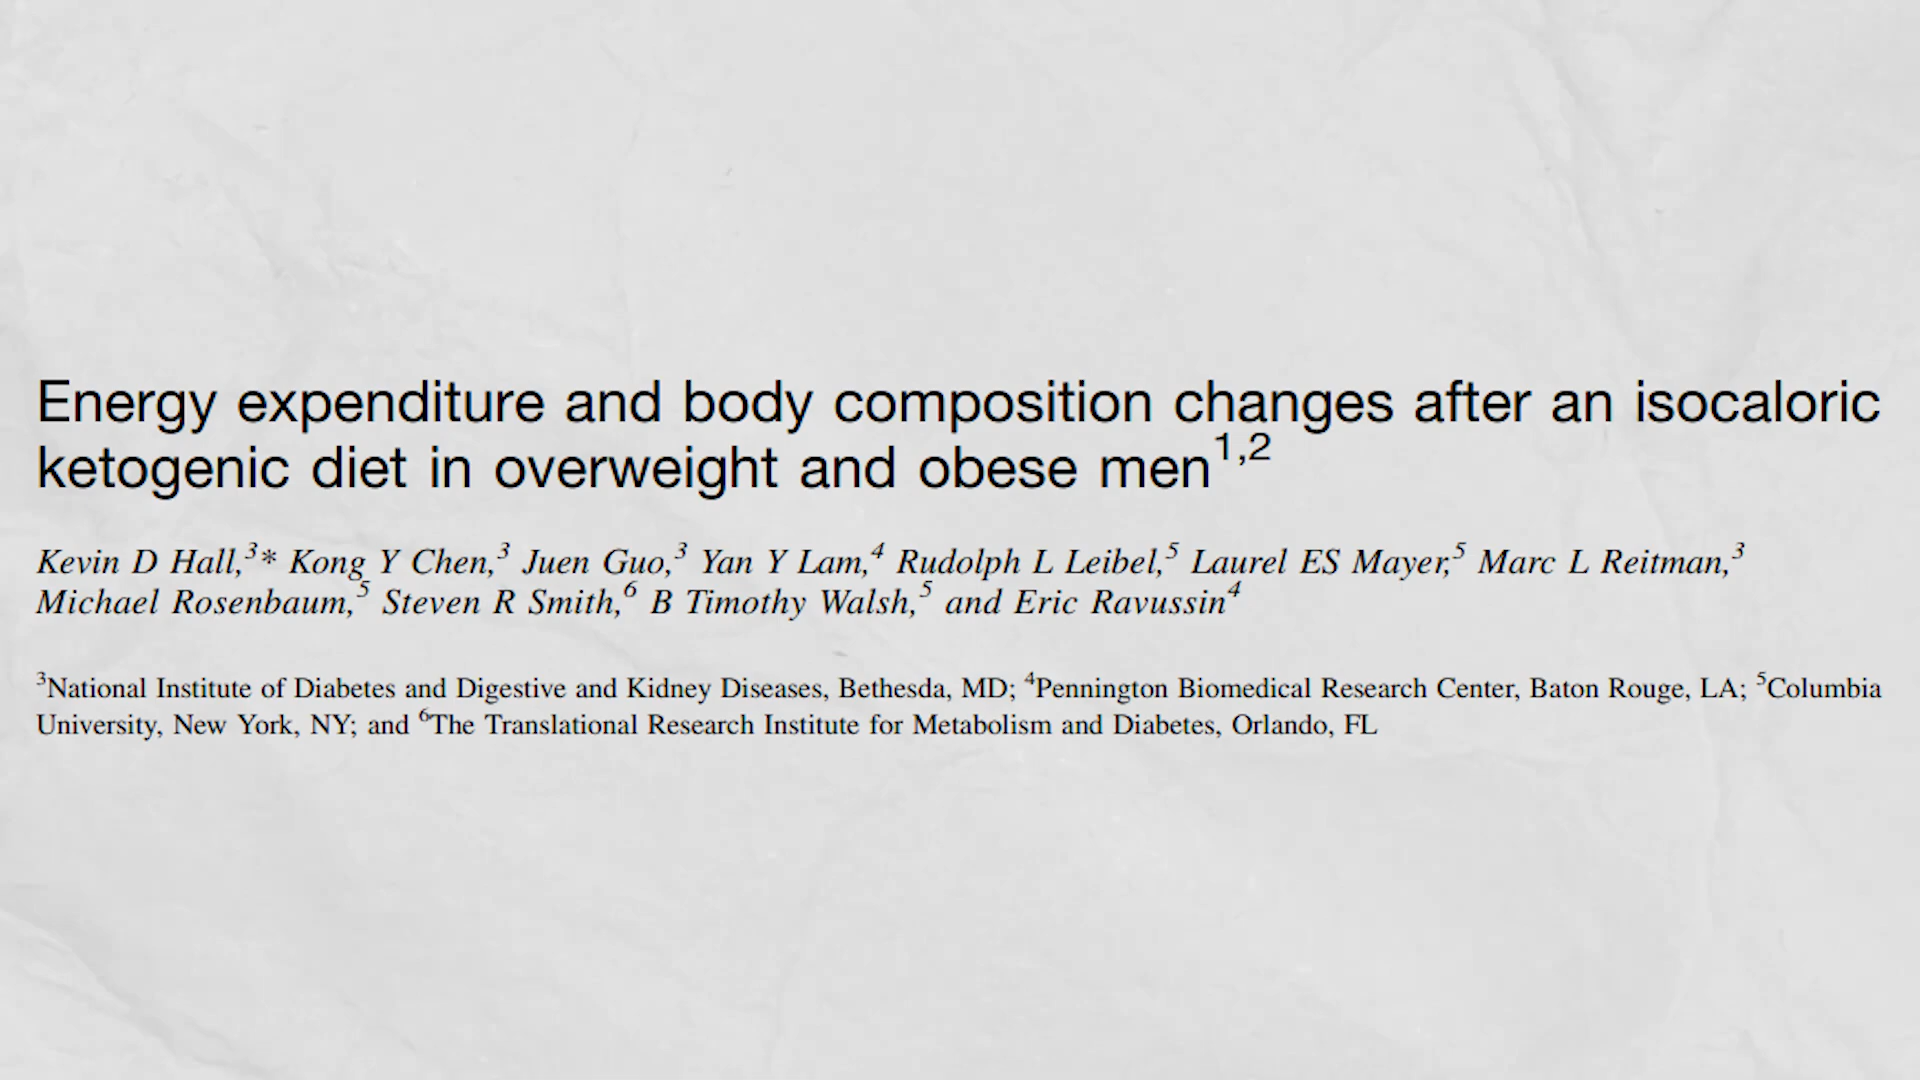 Energy expenditure and body composition changes after an isocaloric
ketogenic diet in overweight and obese men1,2
Kevin D Hall,3* Kong Y Chen,3 Juen Guo,3 Yan Y Lam,4 Rudolph L Leibel,5 Laurel ES Mayer,5 Marc L Reitman,3
Michael Rosenbaum,5 Steven R Smith,6 B Timothy Walsh,5 and Eric Ravussin4
3National Institute of Diabetes and Digestive and Kidney Diseases, Bethesda, MD; 4Pennington Biomedical Research Center, Baton Rouge, LA; 5Columbia
University, New York, NY; and 6The Translational Research Institute for Metabolism and Diabetes, Orlando, FL